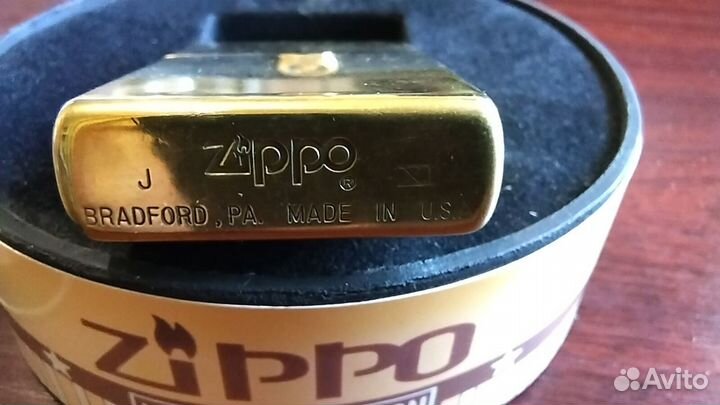 Zippo
J ® XI
BRADFORD, PA. MADE IN U.S.
Zippo
Avito